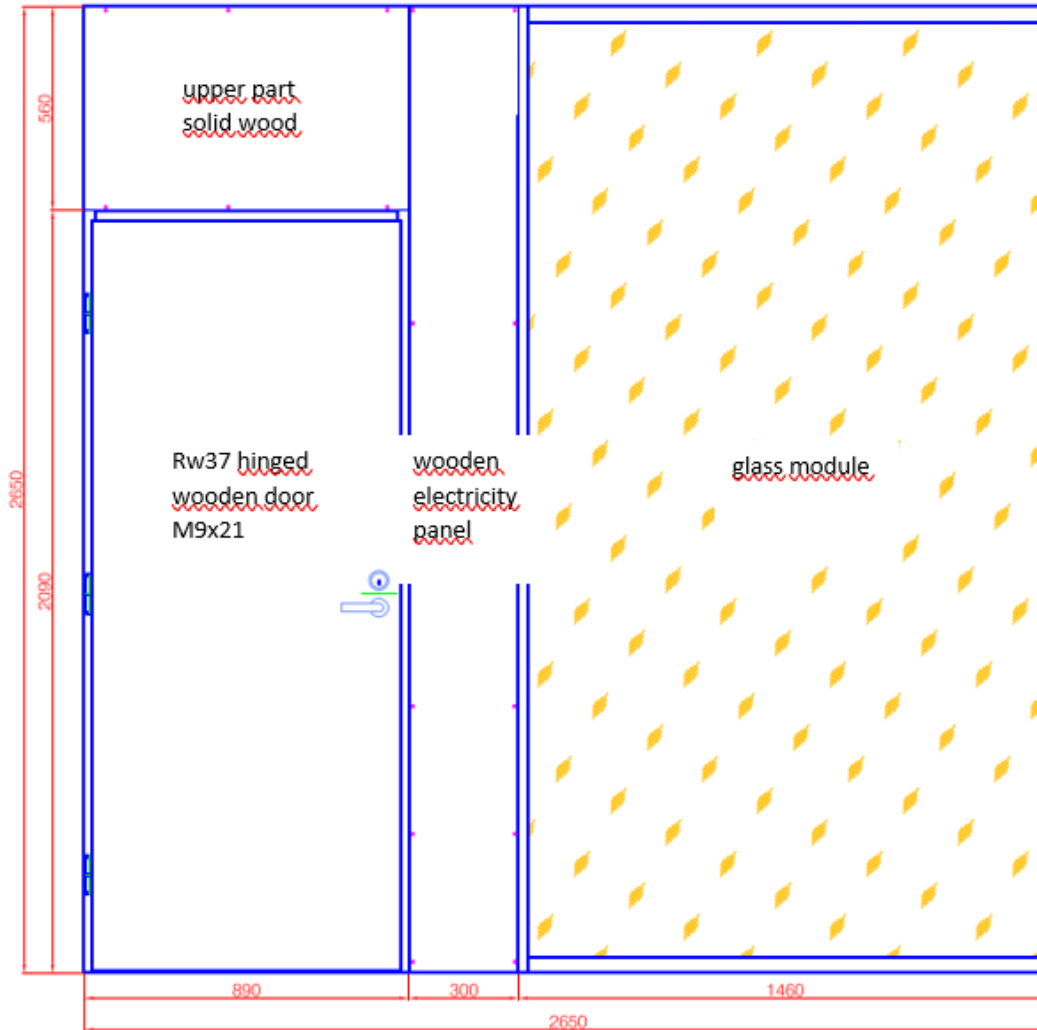 upper part
solid wood
560
Rw37 hinged
wooden door
M9x21
wooden
electricity
panel
glass module
2650
2090
890
300
1460
2650